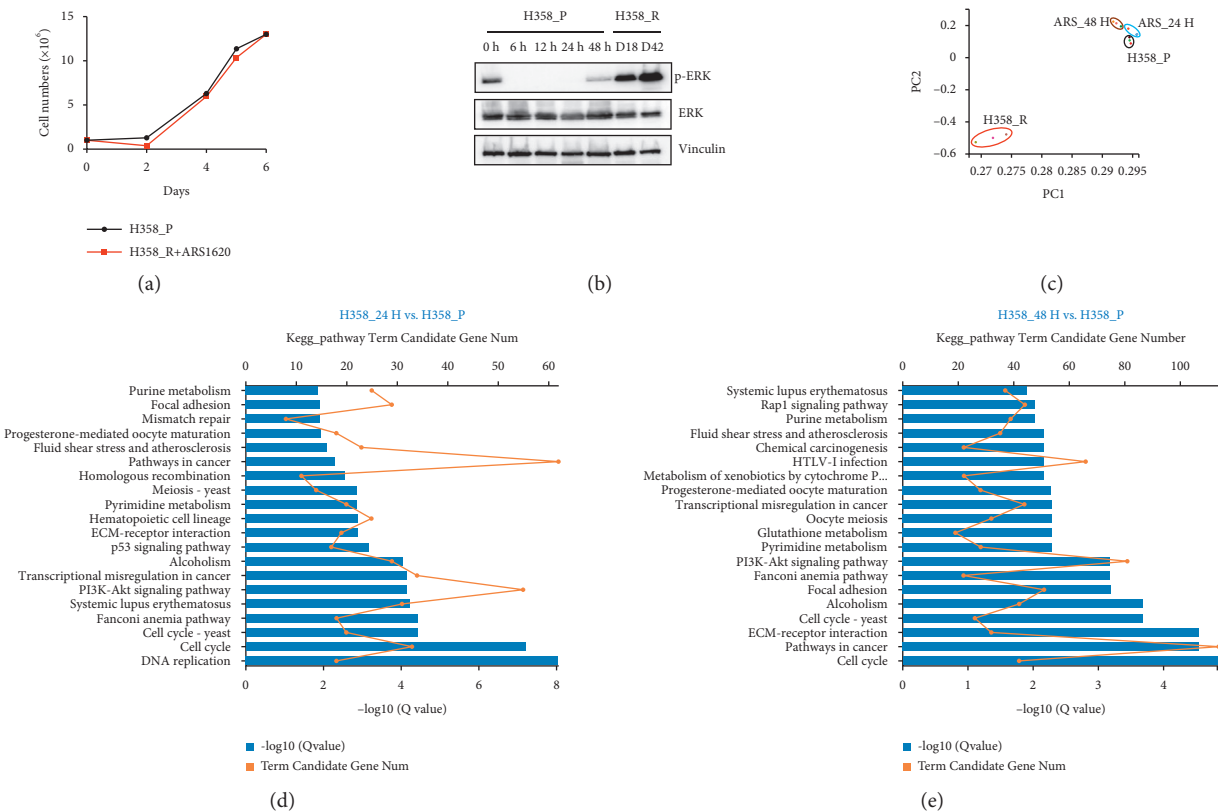 15
10
5
0
Cell numbers (×10⁶)
0 2 4 6
Days
H358_P
H358_R+ARS1620
(a)
H358_P H358_R
0 h 6 h 12 h 24 h 48 h D18 D42
p-ERK
ERK
Vinculin
(b)
0.4
0.2
0
−0.2
−0.4
−0.6
PC2
ARS_48 H ARS_24 H
H358_P
H358_R
0.27 0.275 0.28 0.285 0.29 0.295
PC1
(c)
H358_24 H vs. H358_P
Kegg_pathway Term Candidate Gene Num
0 10 20 30 40 50 60
Purine metabolism
Focal adhesion
Mismatch repair
Progesterone-mediated oocyte maturation
Fluid shear stress and atherosclerosis
Pathways in cancer
Homologous recombination
Meiosis - yeast
Pyrimidine metabolism
Hematopoietic cell lineage
ECM-receptor interaction
p53 signaling pathway
Alcoholism
Transcriptional misregulation in cancer
PI3K-Akt signaling pathway
Systemic lupus erythematosus
Fanconi anemia pathway
Cell cycle - yeast
Cell cycle
DNA replication
0 2 4 6 8
−log10 (Q value)
-log10 (Qvalue)
Term Candidate Gene Num
(d)
H358_48 H vs. H358_P
Kegg_pathway Term Candidate Gene Number
0 20 40 60 80 100
Systemic lupus erythematosus
Rap1 signaling pathway
Purine metabolism
Fluid shear stress and atherosclerosis
Chemical carcinogenesis
HTLV-I infection
Metabolism of xenobiotics by cytochrome P...
Progesterone-mediated oocyte maturation
Transcriptional misregulation in cancer
Oocyte meiosis
Glutathione metabolism
Pyrimidine metabolism
PI3K-Akt signaling pathway
Fanconi anemia pathway
Focal adhesion
Alcoholism
Cell cycle - yeast
ECM-receptor interaction
Pathways in cancer
Cell cycle
0 1 2 3 4
−log10 (Q value)
-log10 (Qvalue)
Term Candidate Gene Num
(e)